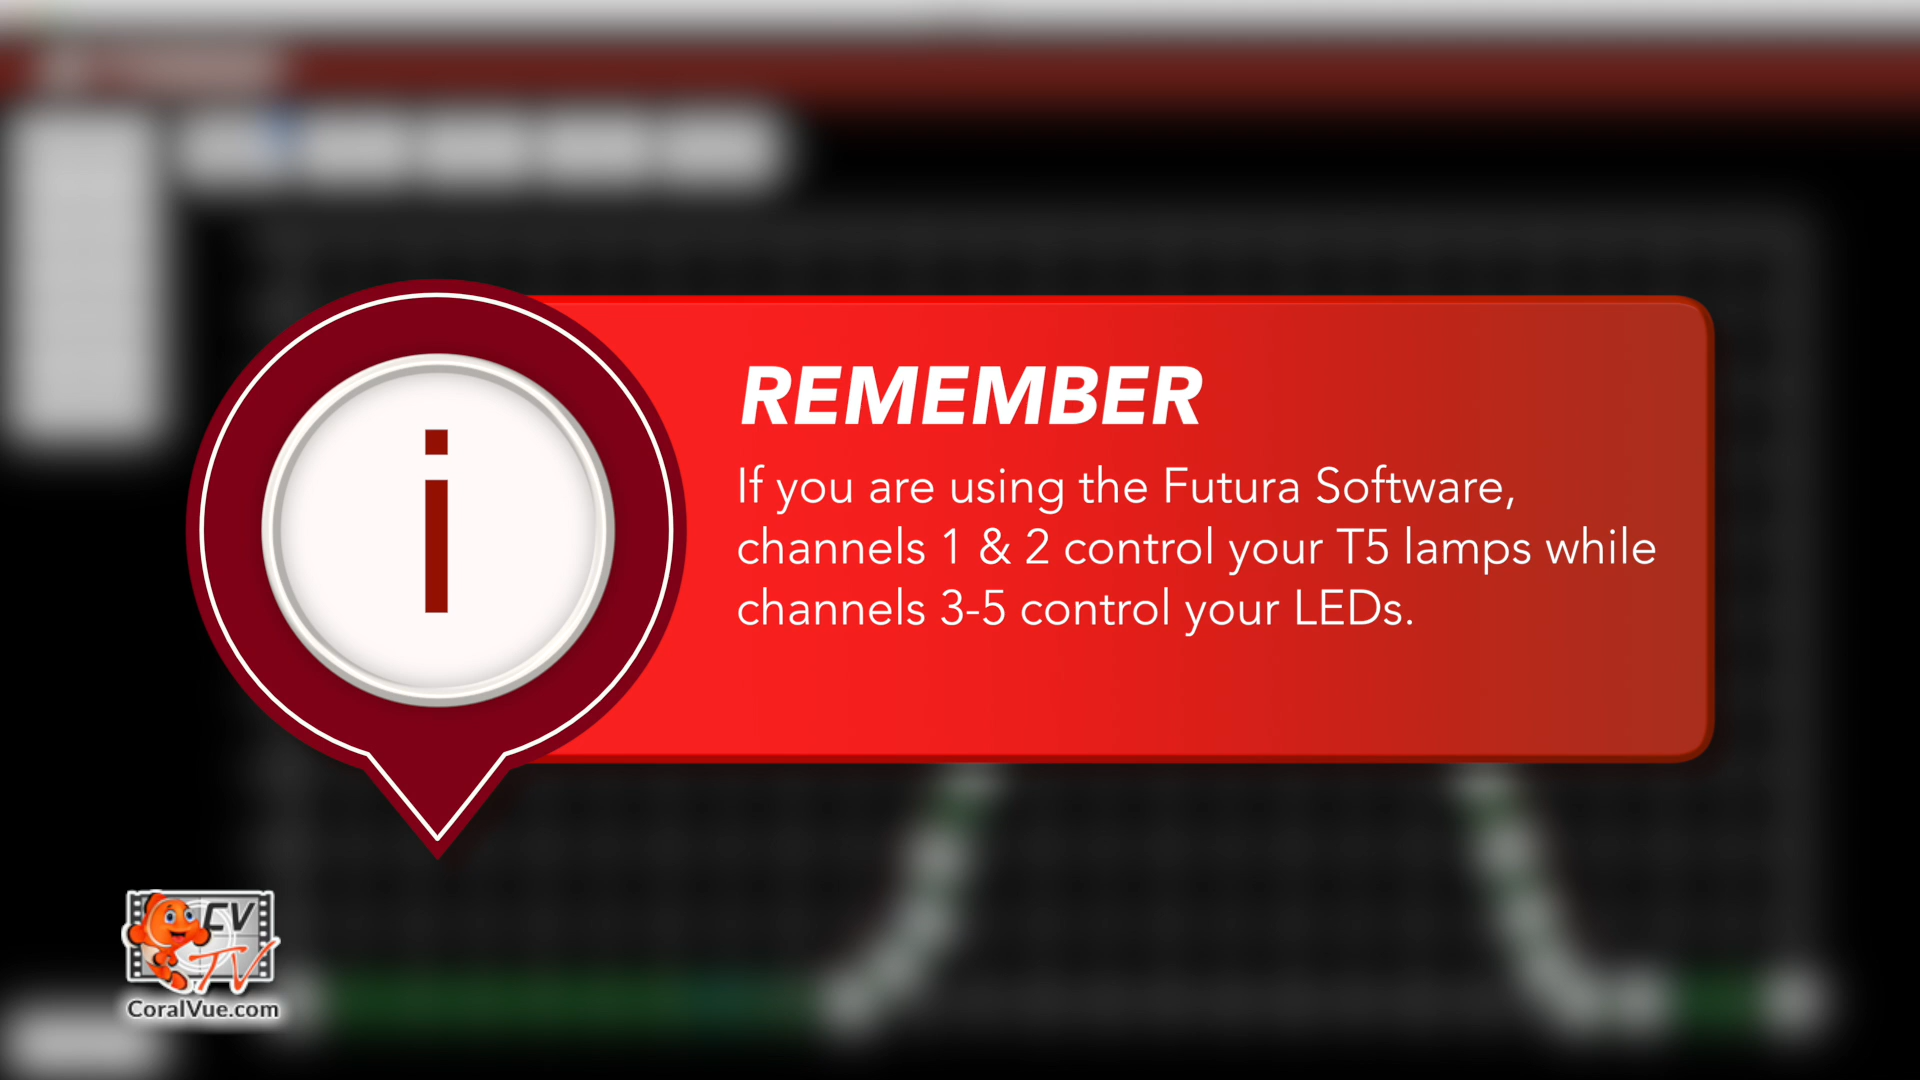 REMEMBER
If you are using the Futura Software,
channels 1 & 2 control your T5 lamps while
channels 3-5 control your LEDs.
i
CV
TV
CoralVue.com